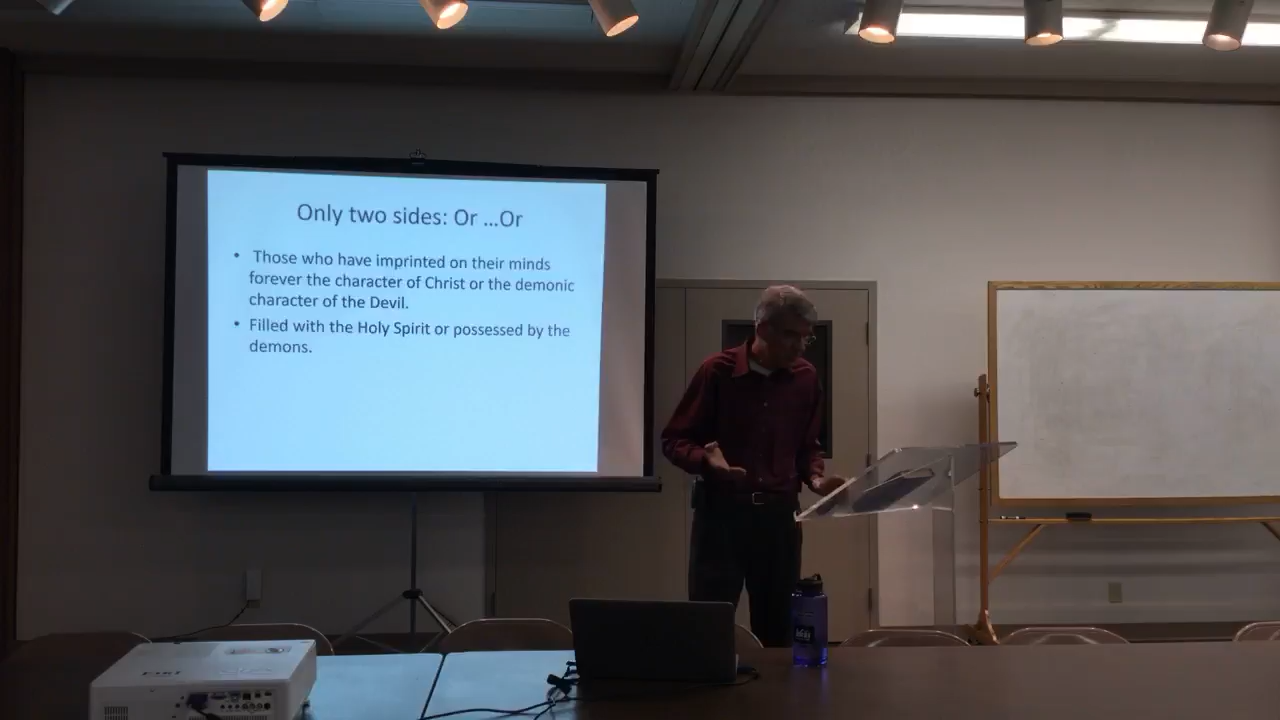 Only two sides: Or ...Or
• Those who have imprinted on their minds
forever the character of Christ or the demonic
character of the Devil.
• Filled with the Holy Spirit or possessed by the
demons.